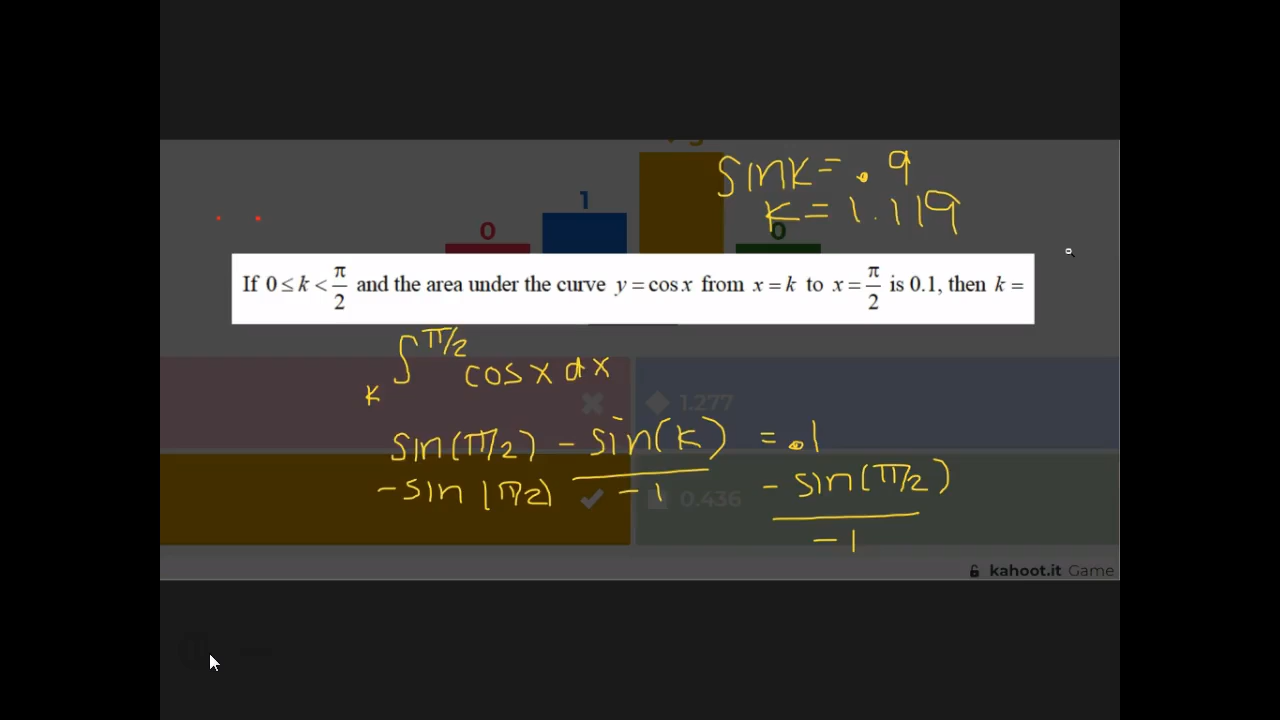 sink = .9
1
k = 1.119
0
0
If 0 ≤ k < π/2 and the area under the curve y = cos x from x = k to x = π/2 is 0.1, then k =
∫ k π/2 cos x dx
1.277
sin(π/2) - sin(k) = .1
-sin(π/2) -1 - sin(π/2)
0.436
-1
kahoot.it Game